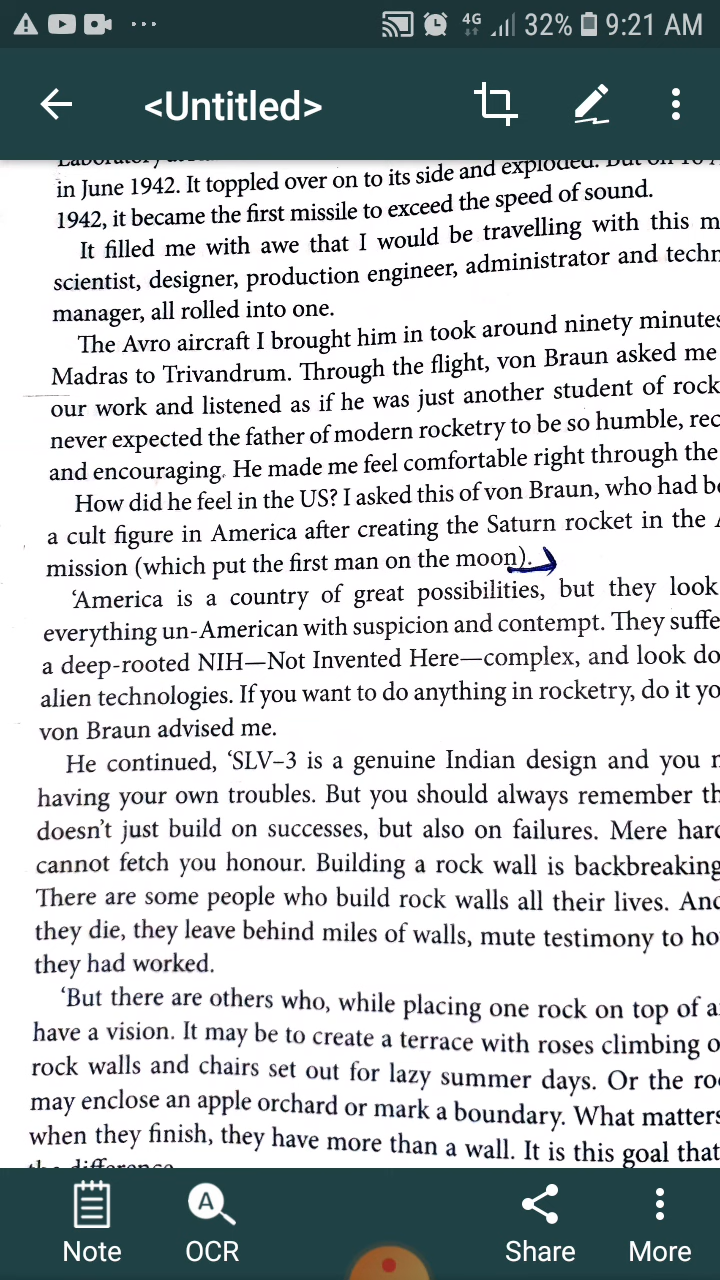 4G 32% 9:21 AM
<Untitled>
in June 1942. It toppled over on to its side and exploded. But on
1942, it became the first missile to exceed the speed of sound.
It filled me with awe that I would be travelling with this m
scientist, designer, production engineer, administrator and techn
manager, all rolled into one.
The Avro aircraft I brought him in took around ninety minutes
Madras to Trivandrum. Through the flight, von Braun asked me
our work and listened as if he was just another student of rock
never expected the father of modern rocketry to be so humble, rec
and encouraging. He made me feel comfortable right through the
How did he feel in the US? I asked this of von Braun, who had be
a cult figure in America after creating the Saturn rocket in the A
mission (which put the first man on the moon).
‘America is a country of great possibilities, but they look
everything un-American with suspicion and contempt. They suffe
a deep-rooted NIH—Not Invented Here—complex, and look do
alien technologies. If you want to do anything in rocketry, do it yo
von Braun advised me.
He continued, ‘SLV–3 is a genuine Indian design and you
having your own troubles. But you should always remember th
doesn’t just build on successes, but also on failures. Mere hard
cannot fetch you honour. Building a rock wall is backbreaking
There are some people who build rock walls all their lives. And
they die, they leave behind miles of walls, mute testimony to ho
they had worked.
‘But there are others who, while placing one rock on top of a
have a vision. It may be to create a terrace with roses climbing o
rock walls and chairs set out for lazy summer days. Or the ro
may enclose an apple orchard or mark a boundary. What matters
when they finish, they have more than a wall. It is this goal that
the difference
Note OCR Share More